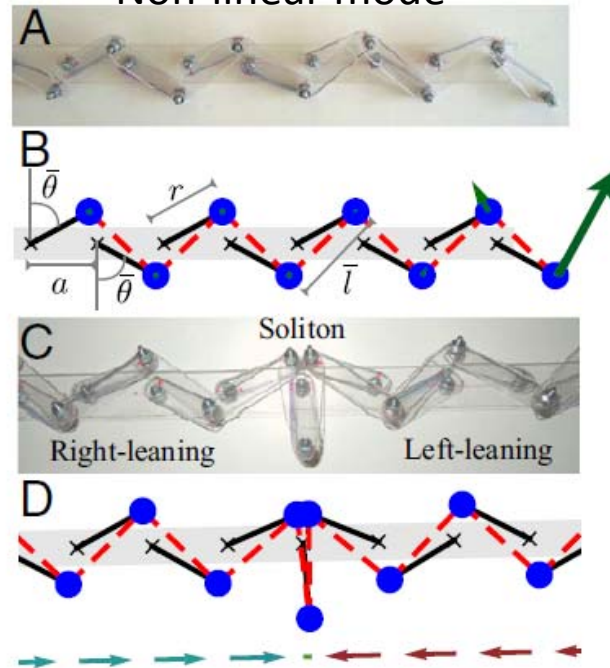 Non-linear mode
A
B
θ̄
r
a
θ̄
l̄
C
Soliton
Right-leaning
Left-leaning
D